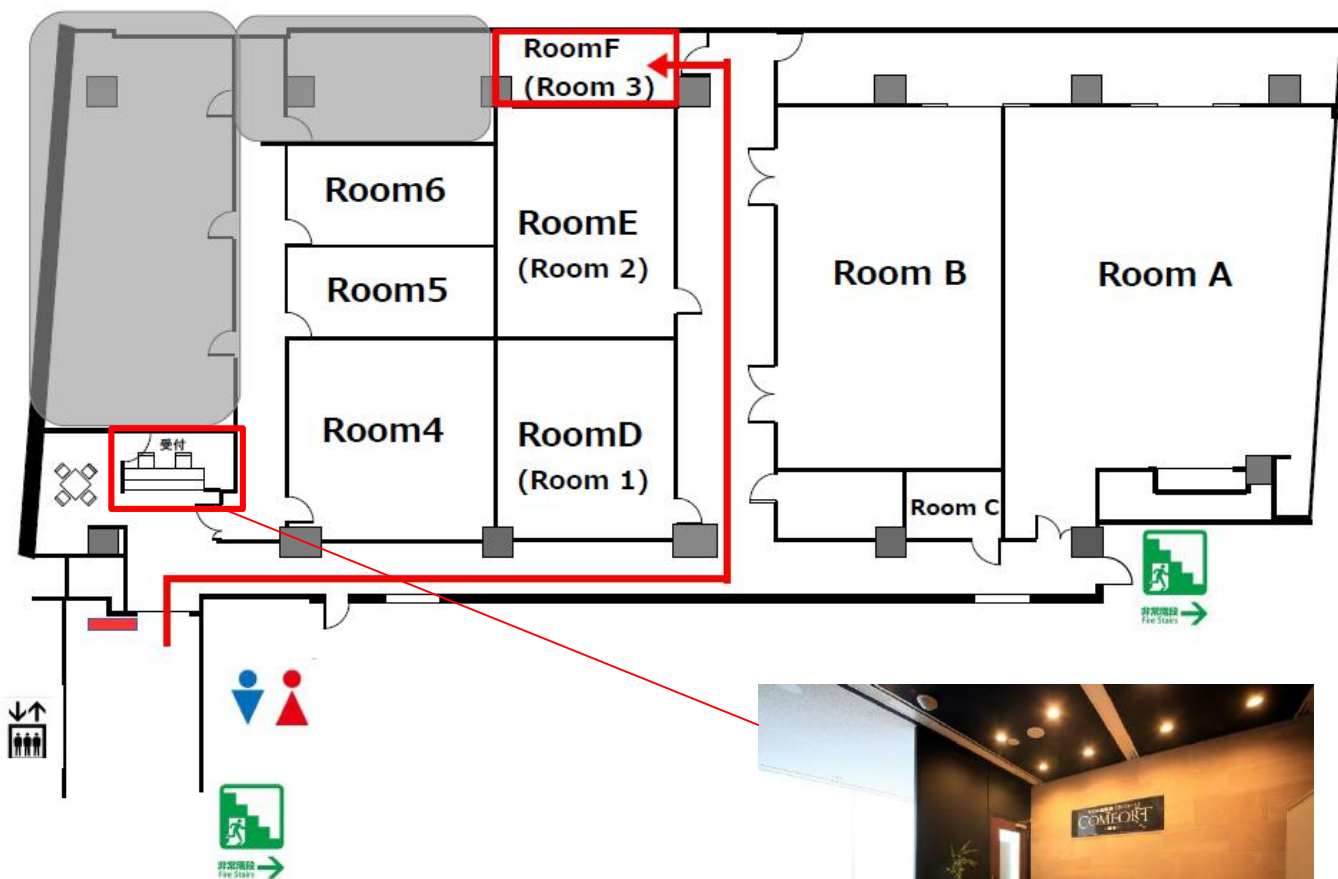 RoomF
(Room 3)
Room6
RoomE
(Room 2)
Room5
Room B
Room A
Room4
RoomD
(Room 1)
受付
Room C
非常階段
Fire Stairs
非常階段
Fire Stairs
COMFORT